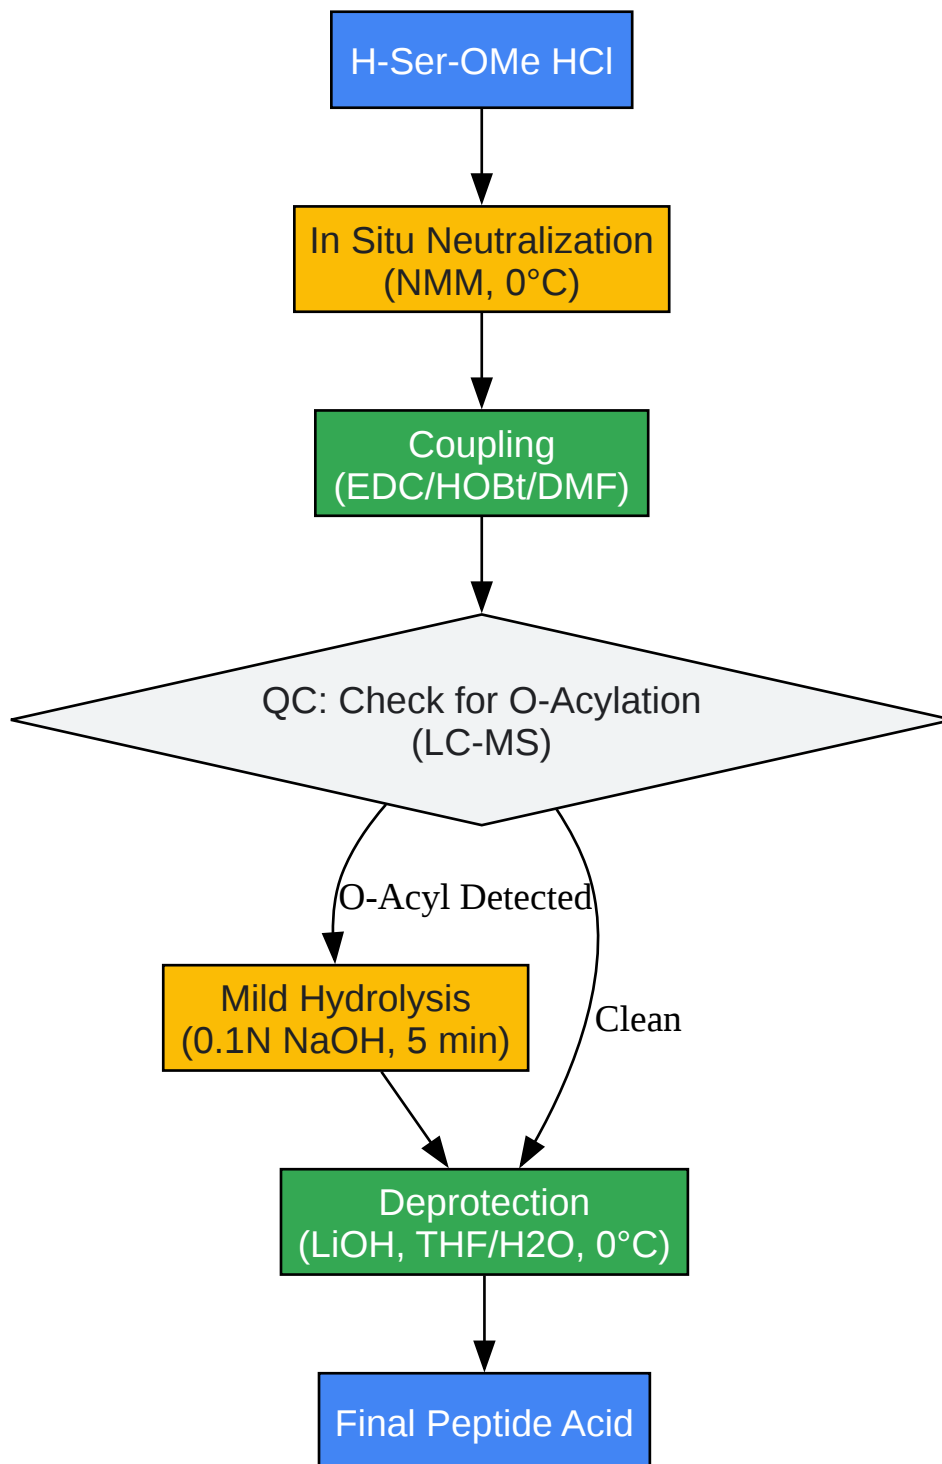 H-Ser-OMe HCl
In Situ Neutralization
(NMM, 0°C)
Coupling
(EDC/HOBt/DMF)
QC: Check for O-Acylation
(LC-MS)
O-Acyl Detected
Mild Hydrolysis
(0.1N NaOH, 5 min)
Clean
Deprotection
(LiOH, THF/H2O, 0°C)
Final Peptide Acid